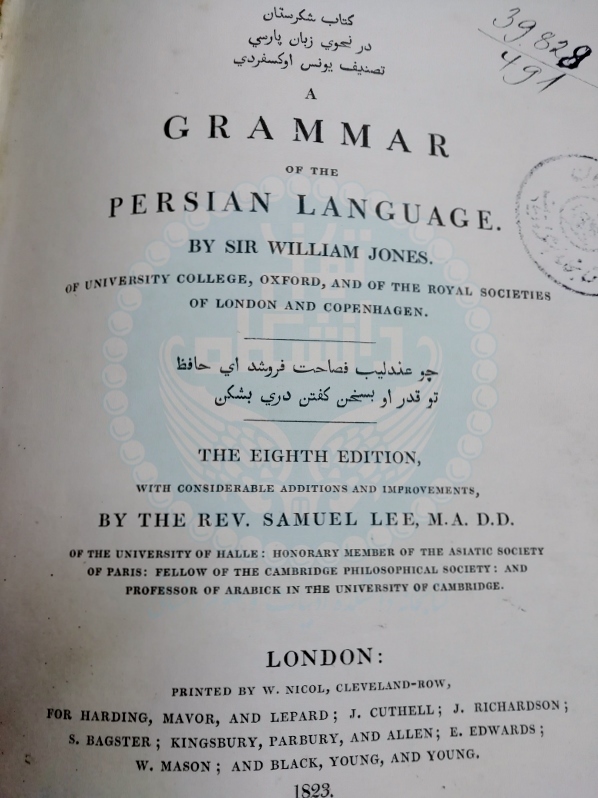 كتاب شكرستان
در نحوي زبان پارسي
تصنيف يونس اوكسفردي
39828
491
A
GRAMMAR
OF THE
PERSIAN LANGUAGE.
BY SIR WILLIAM JONES.
OF UNIVERSITY COLLEGE, OXFORD, AND OF THE ROYAL SOCIETIES
OF LONDON AND COPENHAGEN.
چو عندليب فصاحت فروشد اي حافظ
تو قدر او بسخن كفتن دري بشكن
THE EIGHTH EDITION,
WITH CONSIDERABLE ADDITIONS AND IMPROVEMENTS,
BY THE REV. SAMUEL LEE, M.A. D.D.
OF THE UNIVERSITY OF HALLE: HONORARY MEMBER OF THE ASIATIC SOCIETY
OF PARIS: FELLOW OF THE CAMBRIDGE PHILOSOPHICAL SOCIETY: AND
PROFESSOR OF ARABICK IN THE UNIVERSITY OF CAMBRIDGE.
LONDON:
PRINTED BY W. NICOL, CLEVELAND-ROW,
FOR HARDING, MAVOR, AND LEPARD; J. CUTHELL; J. RICHARDSON;
S. BAGSTER; KINGSBURY, PARBURY, AND ALLEN; E. EDWARDS;
W. MASON; AND BLACK, YOUNG, AND YOUNG.
1823.